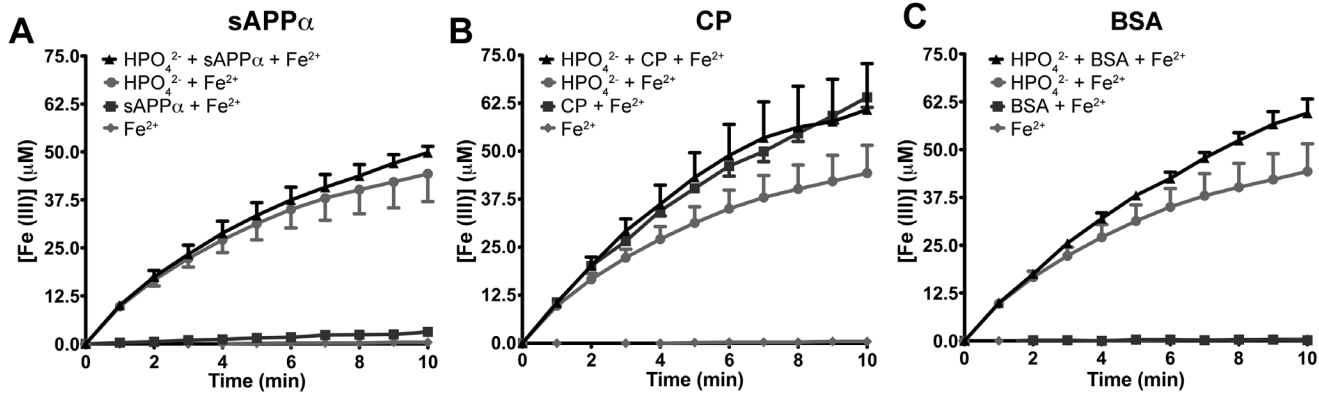 A
sAPPα
HPO₄²⁻ + sAPPα + Fe²⁺
HPO₄²⁻ + Fe²⁺
sAPPα + Fe²⁺
Fe²⁺
[Fe (III)] (μM)
75.0
62.5
50.0
37.5
25.0
12.5
0.0
0 2 4 6 8 10
Time (min)
B
CP
HPO₄²⁻ + CP + Fe²⁺
HPO₄²⁻ + Fe²⁺
CP + Fe²⁺
Fe²⁺
[Fe (III)] (μM)
75.0
62.5
50.0
37.5
25.0
12.5
0.0
0 2 4 6 8 10
Time (min)
C
BSA
HPO₄²⁻ + BSA + Fe²⁺
HPO₄²⁻ + Fe²⁺
BSA + Fe²⁺
Fe²⁺
[Fe (III)] (μM)
75.0
62.5
50.0
37.5
25.0
12.5
0.0
0 2 4 6 8 10
Time (min)